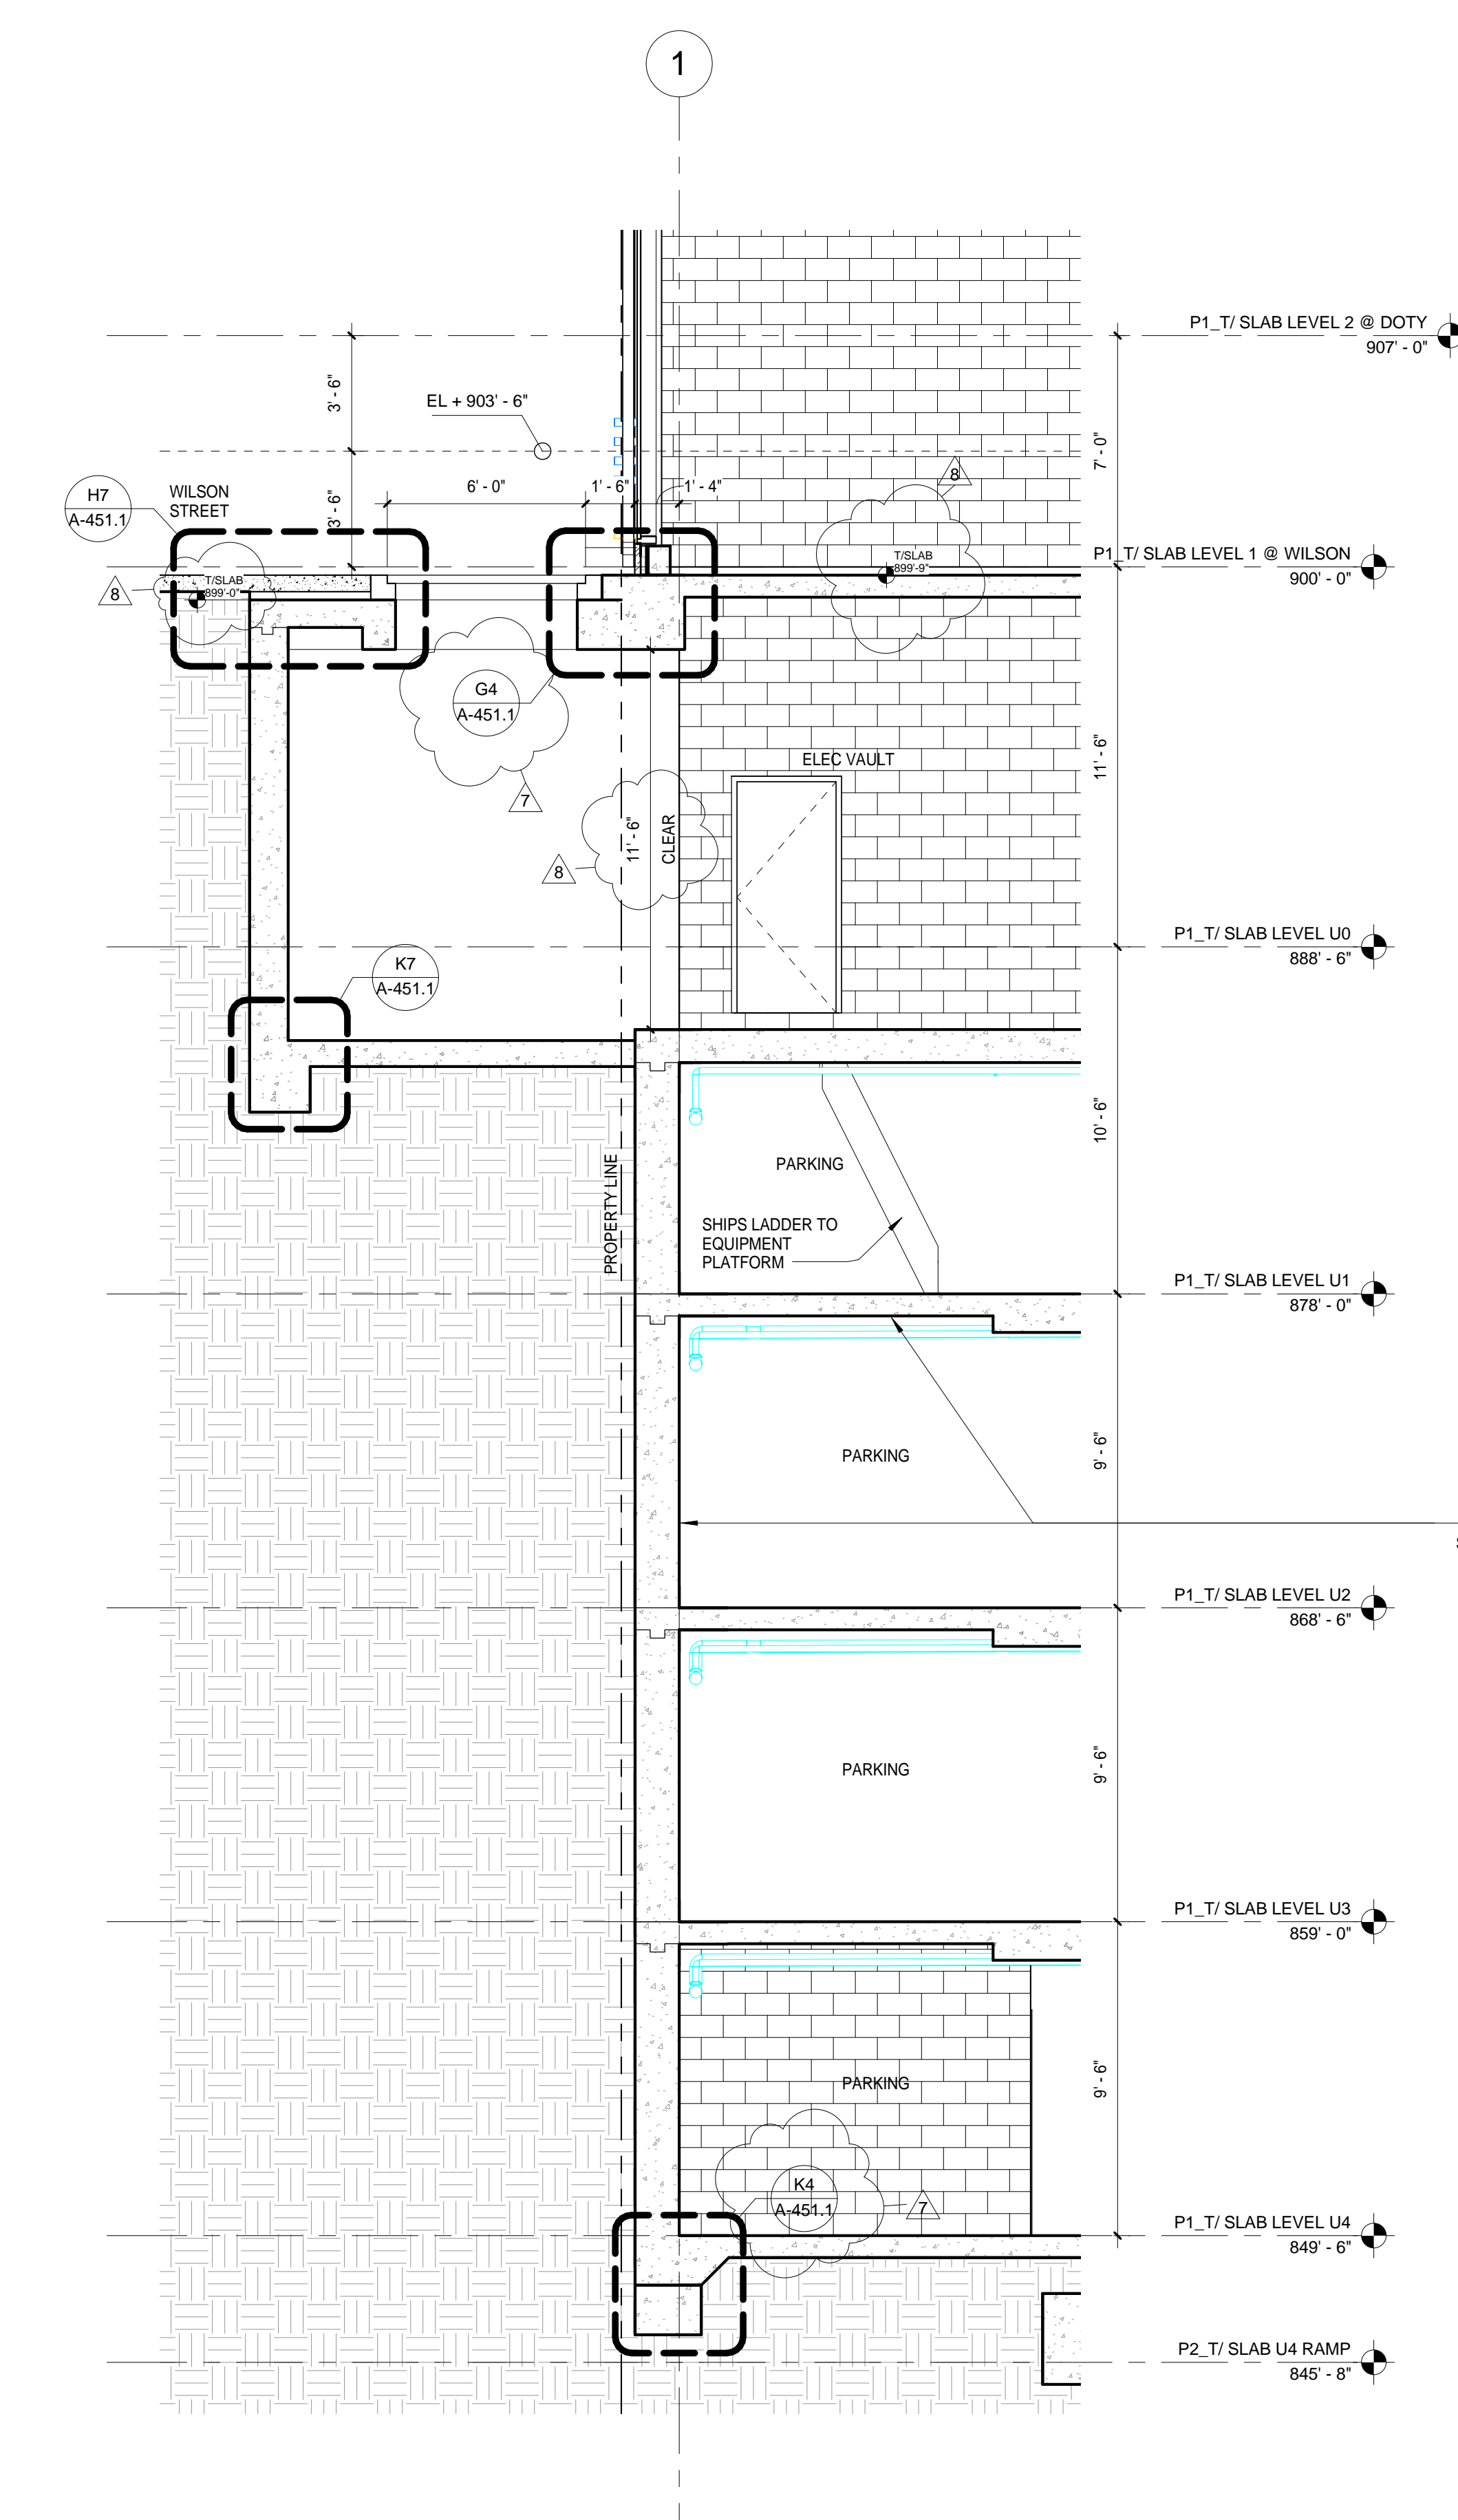 1
P1_T/ SLAB LEVEL 2 @ DOTY
907' - 0"
3' - 6"
EL + 903' - 6"
7' - 0"
H7
A-451.1
WILSON
STREET
3' - 6"
6' - 0"
1' - 6"
1' - 4"
8
T/SLAB
899'-9"
P1_T/ SLAB LEVEL 1 @ WILSON
900' - 0"
8
T/SLAB
899'-0"
G4
A-451.1
7
ELEC VAULT
11' - 6"
11' - 6"
CLEAR
8
P1_T/ SLAB LEVEL U0
888' - 6"
K7
A-451.1
10' - 6"
PARKING
PROPERTY LINE
SHIPS LADDER TO
EQUIPMENT
PLATFORM
P1_T/ SLAB LEVEL U1
878' - 0"
PARKING
9' - 6"
P1_T/ SLAB LEVEL U2
868' - 6"
PARKING
9' - 6"
P1_T/ SLAB LEVEL U3
859' - 0"
PARKING
9' - 6"
K4
A-451.1
7
P1_T/ SLAB LEVEL U4
849' - 6"
P2_T/ SLAB U4 RAMP
845' - 8"